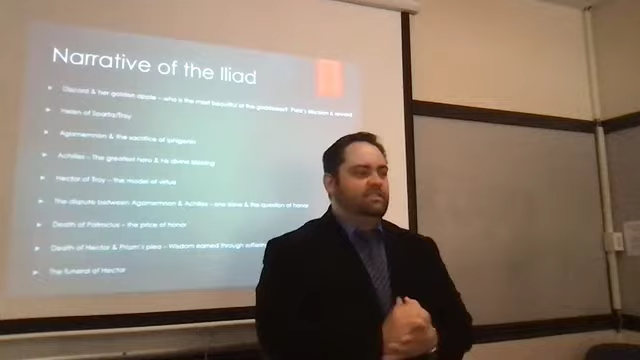 Narrative of the Iliad
Discord & her golden apple – who is the most beautiful of the goddesses? Paris's decision & reward
Helen of Sparta/Troy
Agamemnon & the sacrifice of Iphigenia
Achilles – The greatest hero & his divine blessing
Hector of Troy – the model of virtue
The dispute between Agamemnon & Achilles – one slave & the question of honor
Death of Patroclus – the price of honor
Death of Hector & Priam's plea – Wisdom earned through suffering
The funeral of Hector